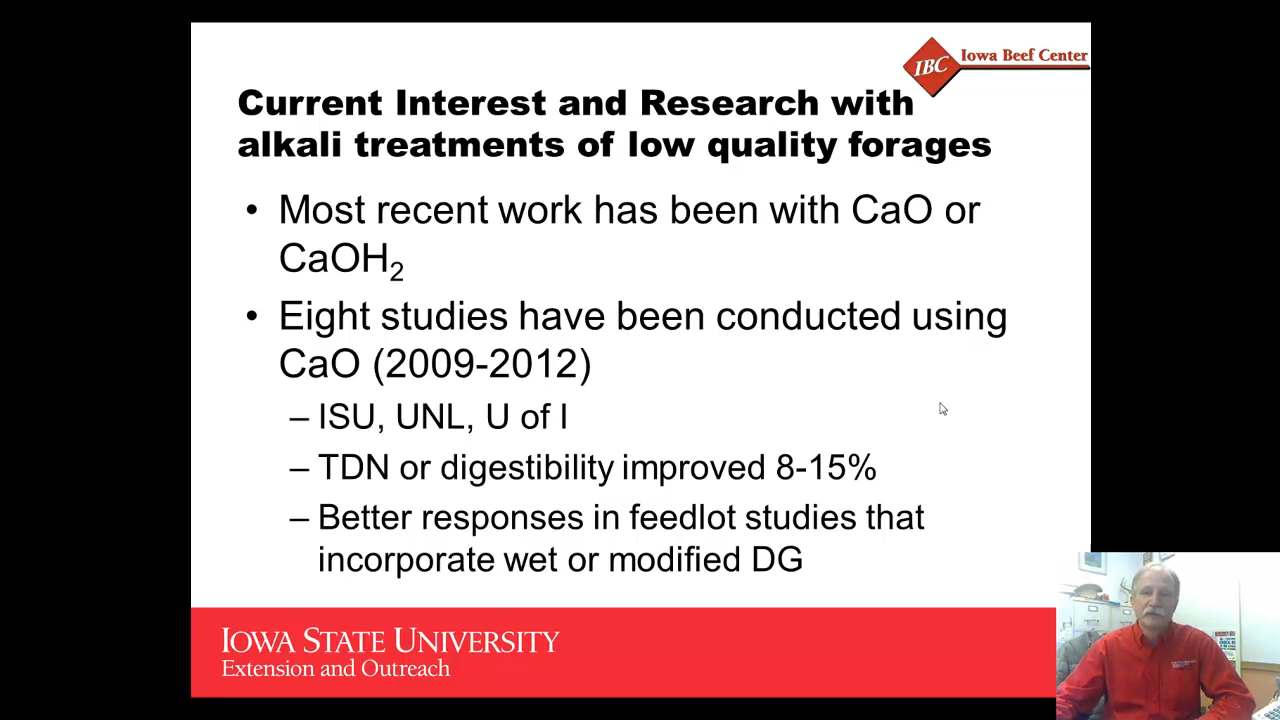 IBC Iowa Beef Center
Current Interest and Research with
alkali treatments of low quality forages
• Most recent work has been with CaO or
CaOH₂
• Eight studies have been conducted using
CaO (2009-2012)
– ISU, UNL, U of I
– TDN or digestibility improved 8-15%
– Better responses in feedlot studies that
incorporate wet or modified DG
IOWA STATE UNIVERSITY
Extension and Outreach